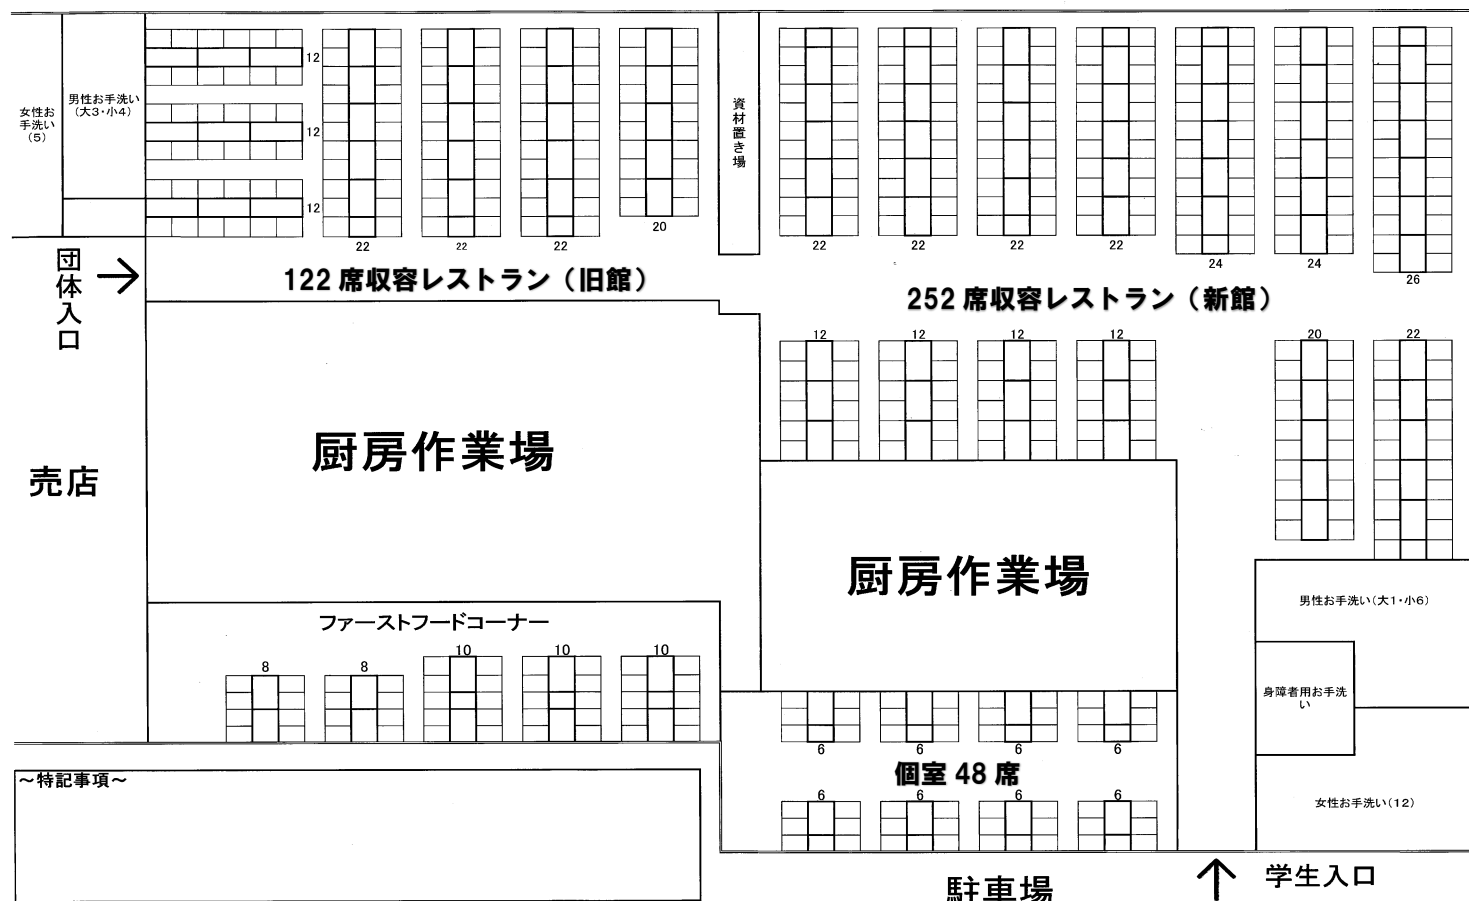 女性お
手洗い
(5)
男性お手洗い
(大3・小4)
12
12
12
22
22
22
20
資材置き場
22
22
22
22
24
24
26
団体入口
122席収容レストラン（旧館）
252席収容レストラン（新館）
12
12
12
12
20
22
厨房作業場
売店
厨房作業場
ファーストフードコーナー
8
8
10
10
10
男性お手洗い(大1・小6)
身障者用お手洗
い
女性お手洗い(12)
6
6
6
6
個室48席
6
6
6
6
～特記事項～
駐車場
学生入口